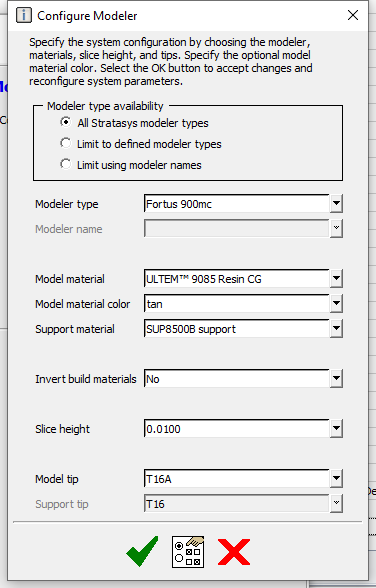 Configure Modeler
Specify the system configuration by choosing the modeler,
materials, slice height, and tips. Specify the optional model
material color. Select the OK button to accept changes and
reconfigure system parameters.
Modeler type availability
All Stratasys modeler types
Limit to defined modeler types
Limit using modeler names
Modeler type Fortus 900mc
Modeler name
Model material ULTEM™ 9085 Resin CG
Model material color tan
Support material SUP8500B support
Invert build materials No
Slice height 0.0100
Model tip T16A
Support tip T16